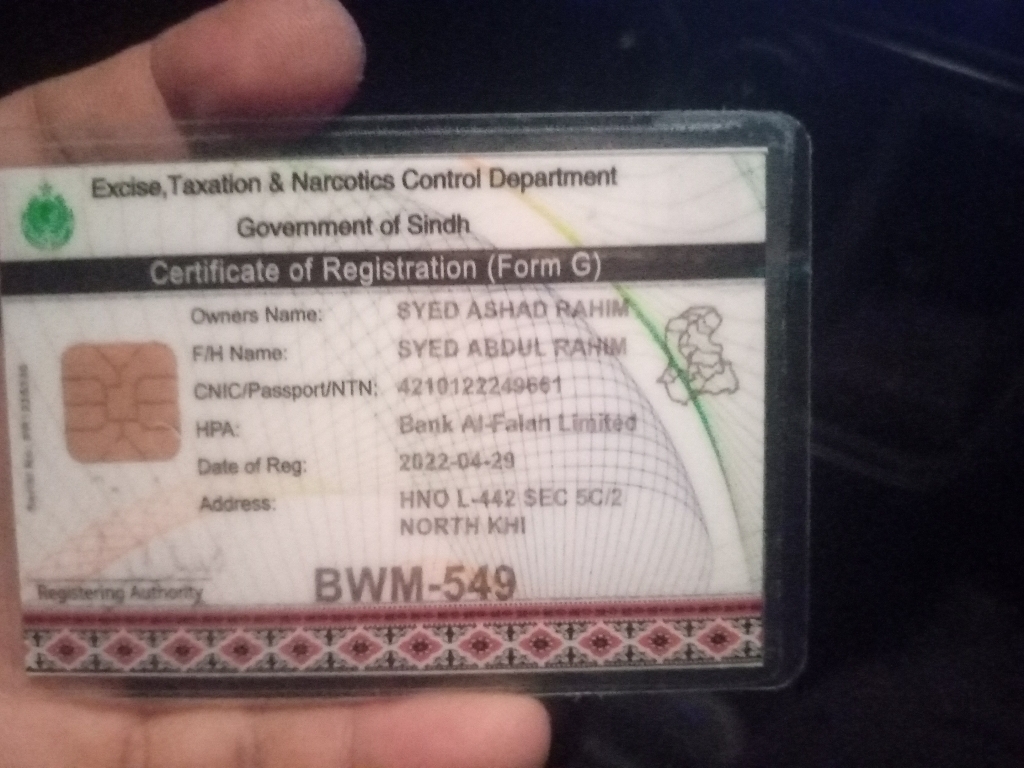 Excise,Taxation & Narcotics Control Department
Government of Sindh
Certificate of Registration (Form G)
Owners Name: SYED ASHAD RAHIM
F/H Name: SYED ABDUL RAHIM
CNIC/Passport/NTN: 4210122249661
HPA: Bank Al-Falah Limited
Date of Reg: 2022-04-29
Address: HNO L-442 SEC 5C/2
NORTH KHI
Registering Authority
BWM-549